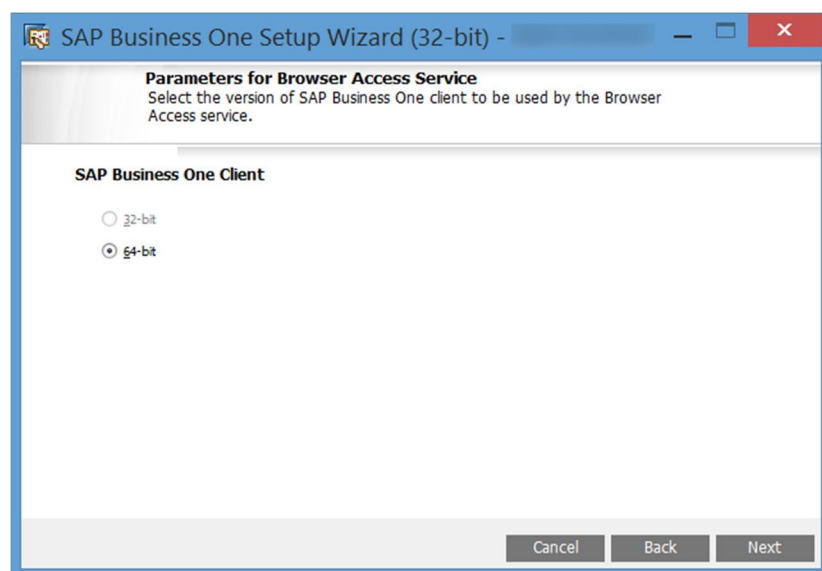 SAP Business One Setup Wizard (32-bit) -
Parameters for Browser Access Service
Select the version of SAP Business One client to be used by the Browser
Access service.
SAP Business One Client
32-bit
64-bit
Cancel Back Next